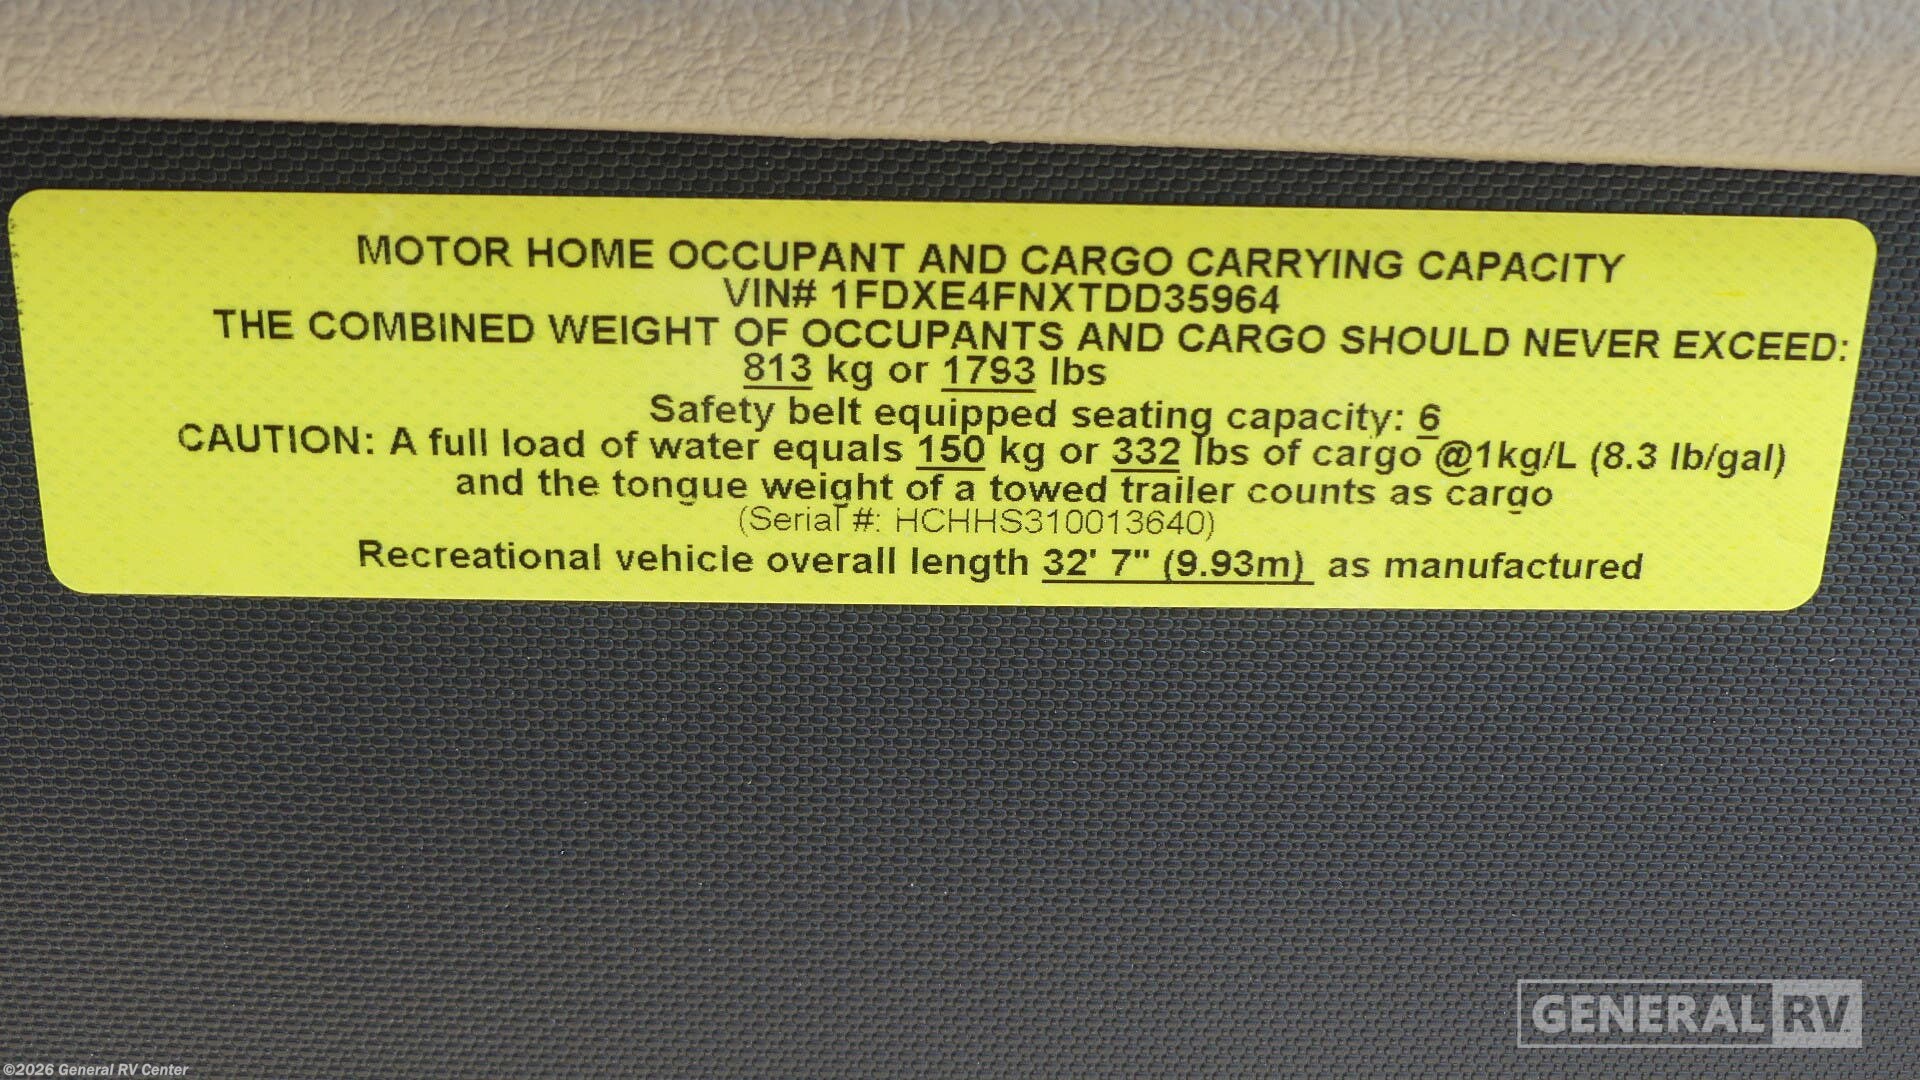 MOTOR HOME OCCUPANT AND CARGO CARRYING CAPACITY
VIN# 1FDXE4FNXTDD35964
THE COMBINED WEIGHT OF OCCUPANTS AND CARGO SHOULD NEVER EXCEED:
813 kg or 1793 lbs
Safety belt equipped seating capacity: 6
CAUTION: A full load of water equals 150 kg or 332 lbs of cargo @1kg/L (8.3 lb/gal)
and the tongue weight of a towed trailer counts as cargo
(Serial #: HCHHS310013640)
Recreational vehicle overall length 32' 7" (9.93m) as manufactured
GENERAL RV
©2026 General RV Center